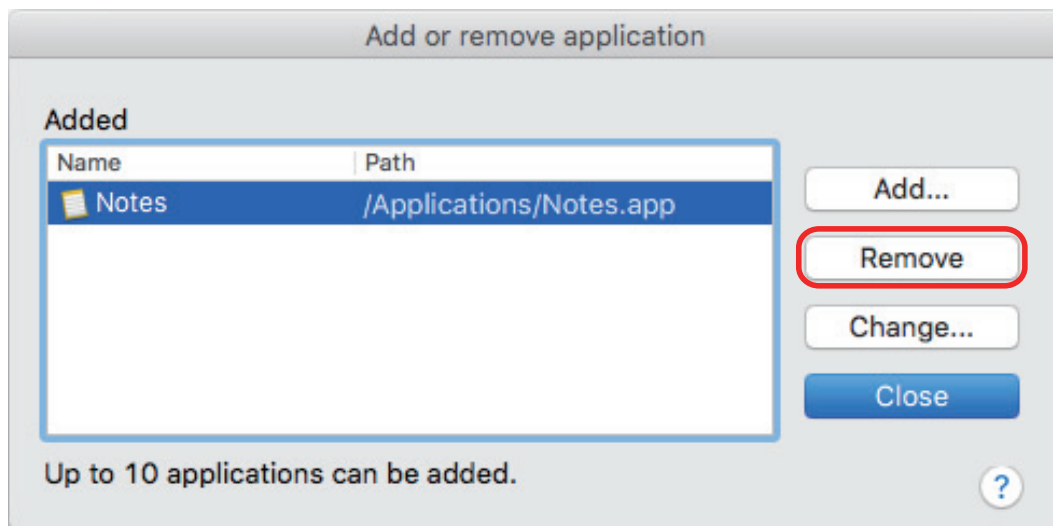 Add or remove application
Added
Name Path
Notes /Applications/Notes.app
Add...
Remove
Change...
Close
Up to 10 applications can be added.
?